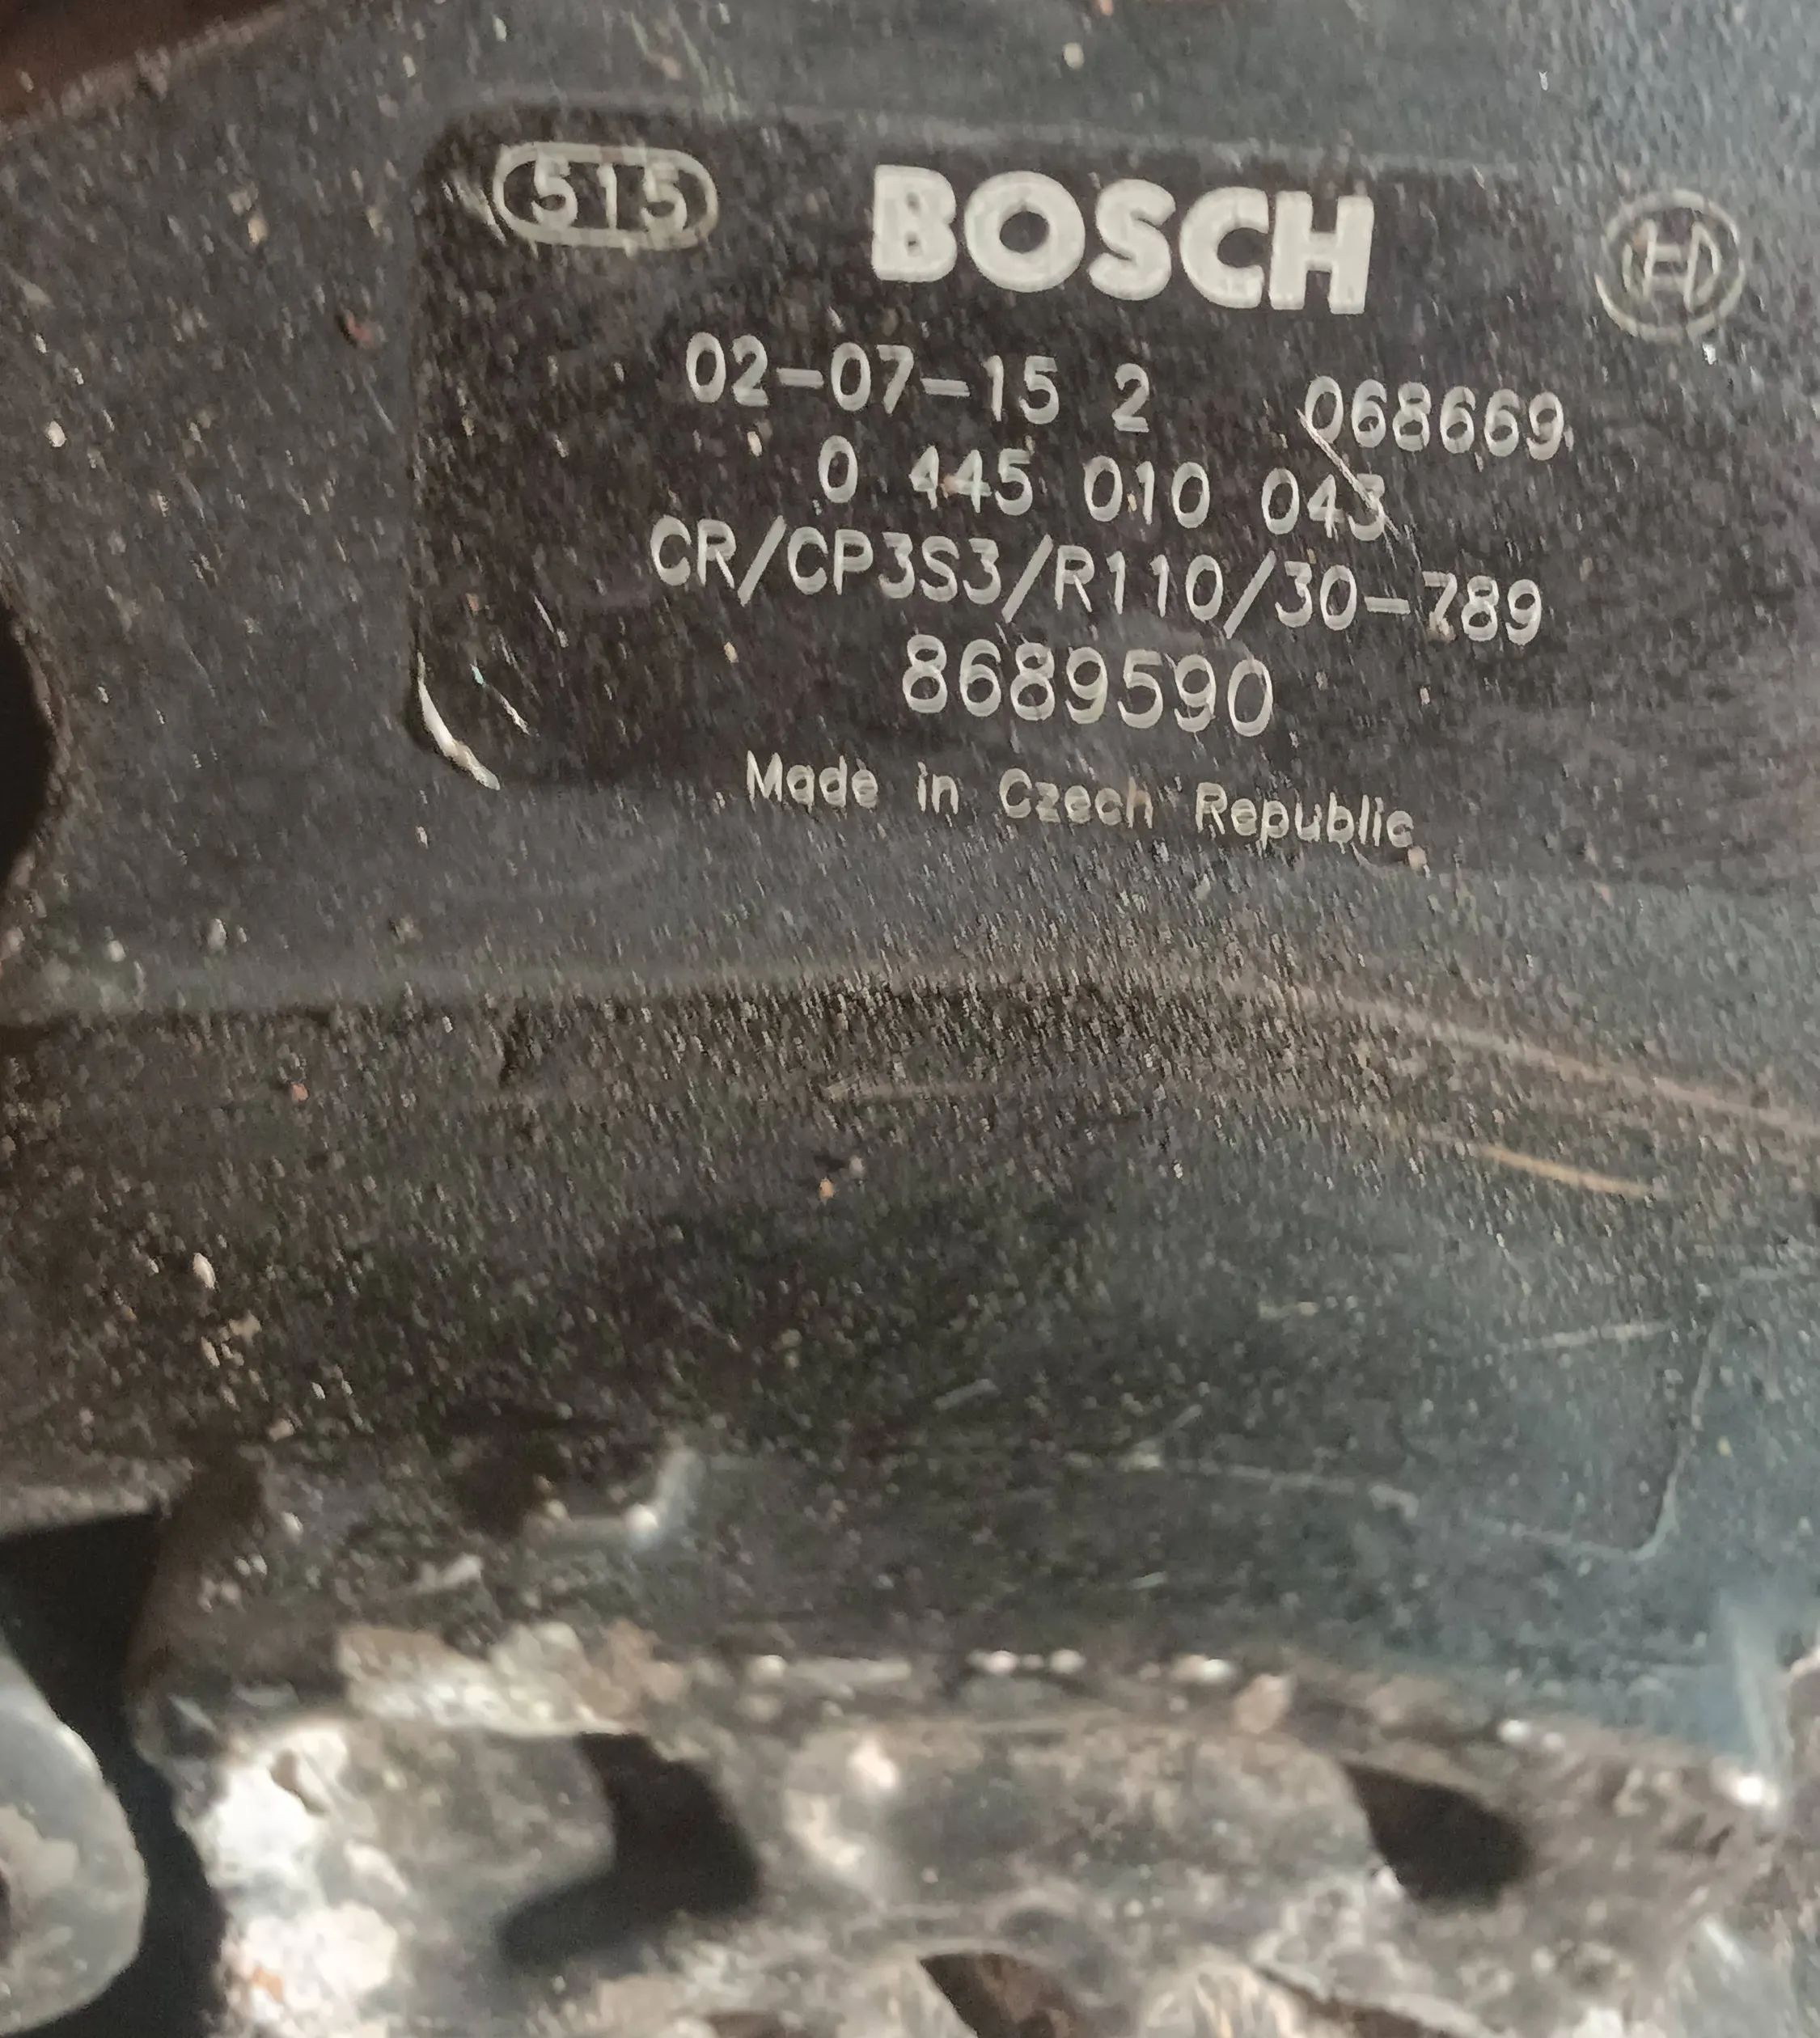 515 BOSCH
02-07-15 2 068669
0 445 010 043
CR/CP3S3/R110/30-789
8689590
Made in Czech Republic